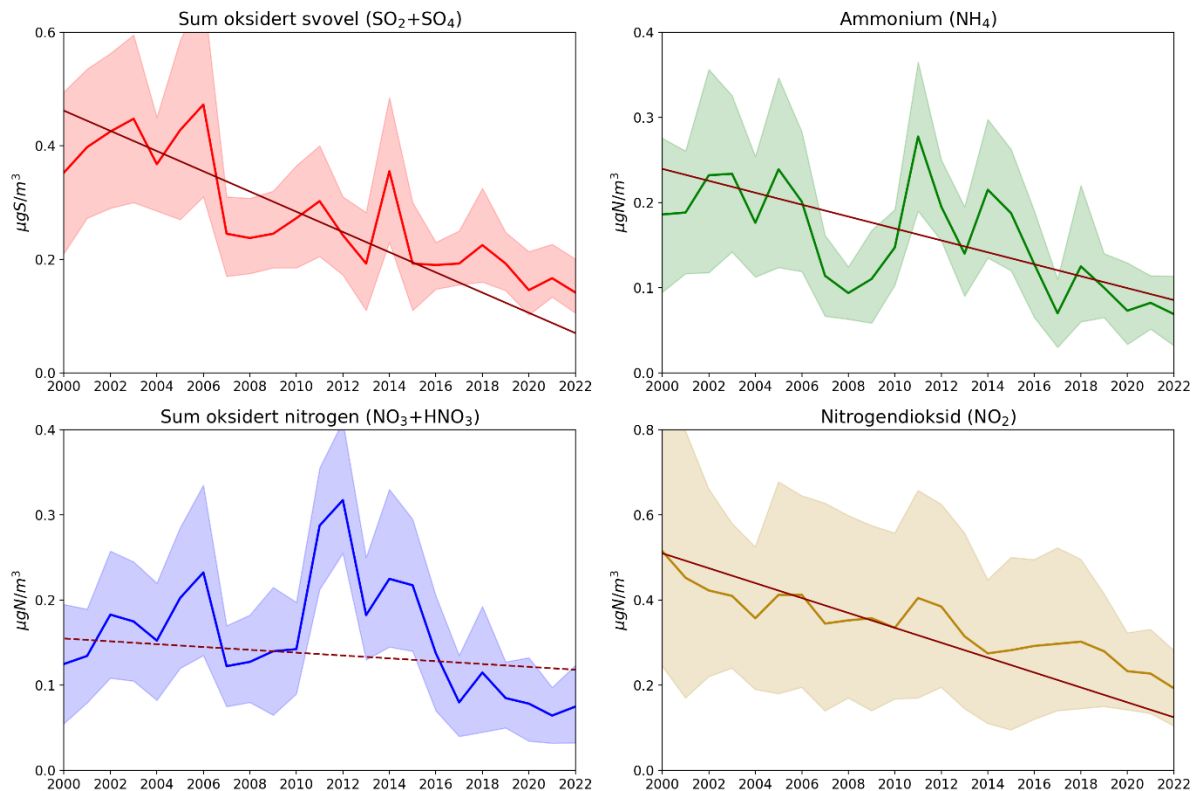 Sum oksidert svovel (SO₂+SO₄)
μgS/m³
0.6
0.4
0.2
0.0
2000 2002 2004 2006 2008 2010 2012 2014 2016 2018 2020 2022
Ammonium (NH₄)
μgN/m³
0.4
0.3
0.2
0.1
0.0
2000 2002 2004 2006 2008 2010 2012 2014 2016 2018 2020 2022
Sum oksidert nitrogen (NO₃+HNO₃)
μgN/m³
0.4
0.3
0.2
0.1
0.0
2000 2002 2004 2006 2008 2010 2012 2014 2016 2018 2020 2022
Nitrogendioksid (NO₂)
μgN/m³
0.8
0.6
0.4
0.2
0.0
2000 2002 2004 2006 2008 2010 2012 2014 2016 2018 2020 2022